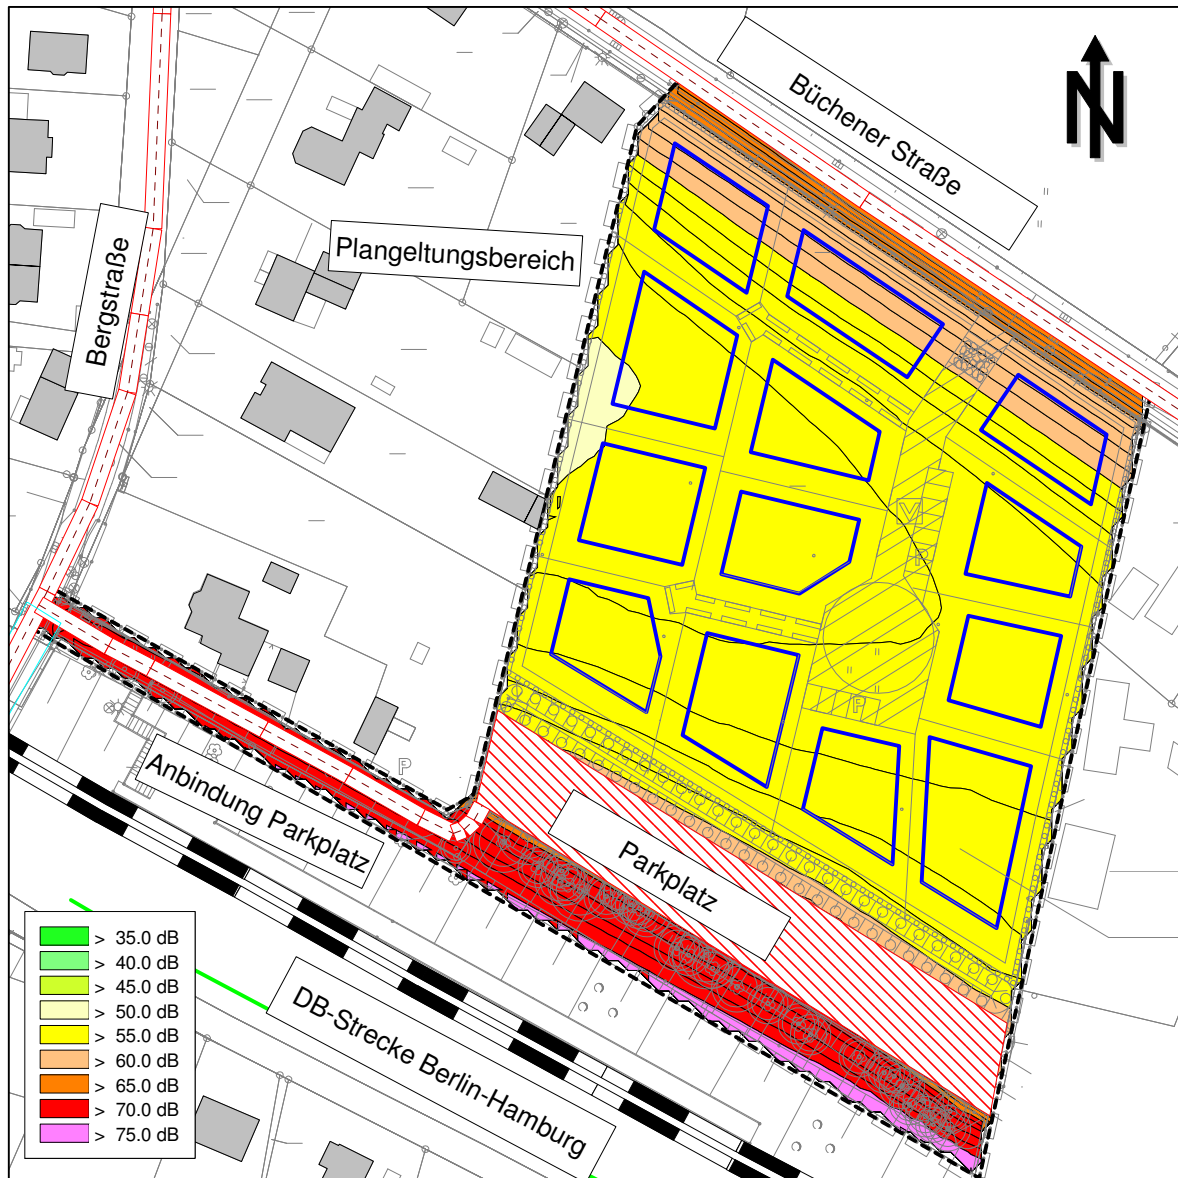 Büchener Straße
N
Plangeltungsbereich
Bergstraße
P
P
P
Anbindung Parkplatz
Parkplatz
DB-Strecke Berlin-Hamburg
> 35.0 dB
> 40.0 dB
> 45.0 dB
> 50.0 dB
> 55.0 dB
> 60.0 dB
> 65.0 dB
> 70.0 dB
> 75.0 dB